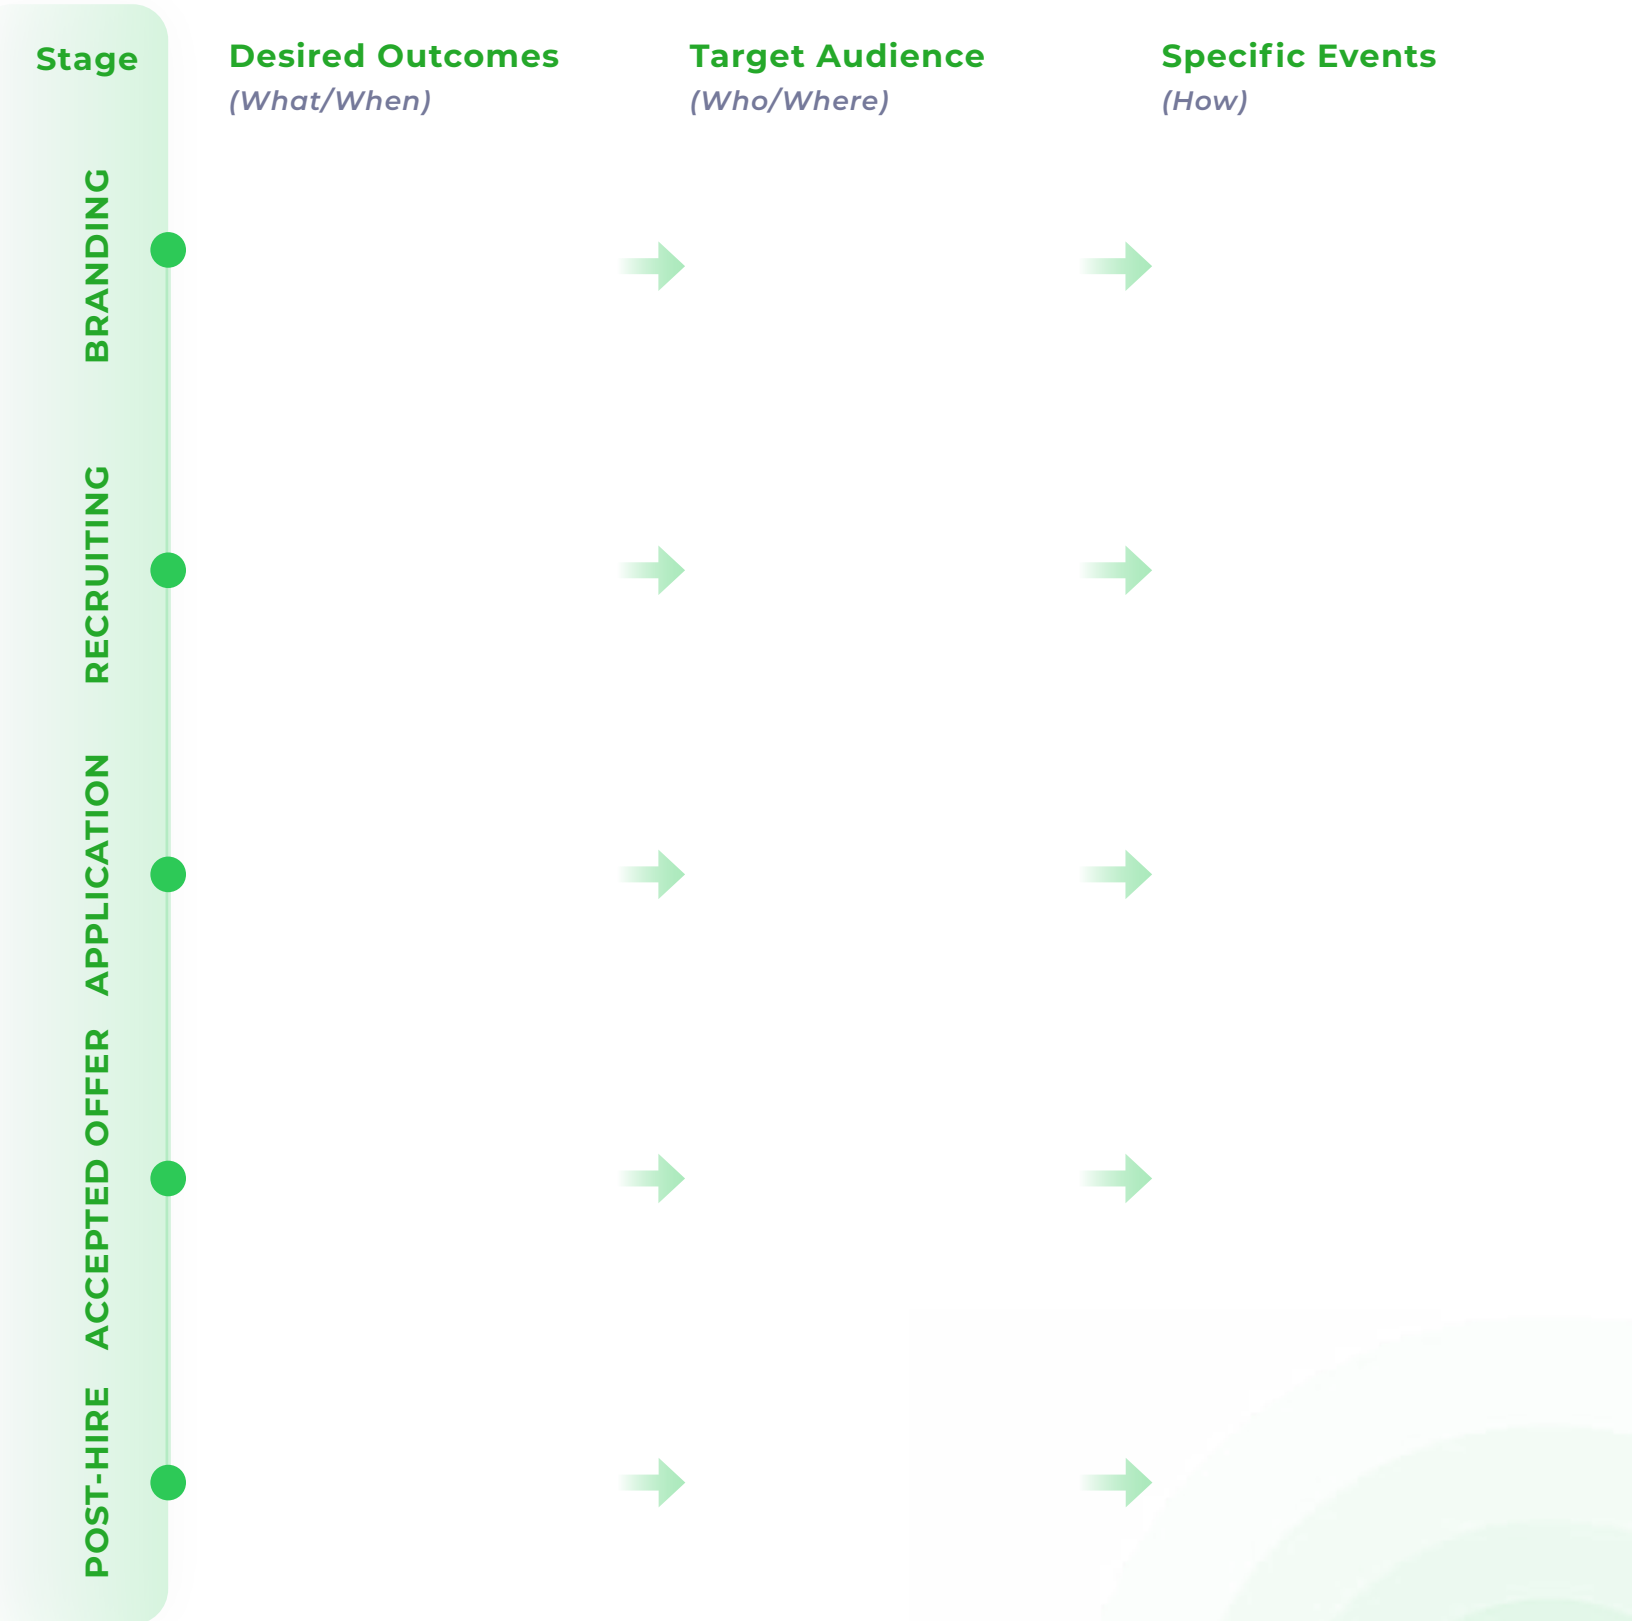 Stage
Desired Outcomes
(What/When)
Target Audience
(Who/Where)
Specific Events
(How)
BRANDING
RECRUITING
APPLICATION
ACCEPTED OFFER
POST-HIRE